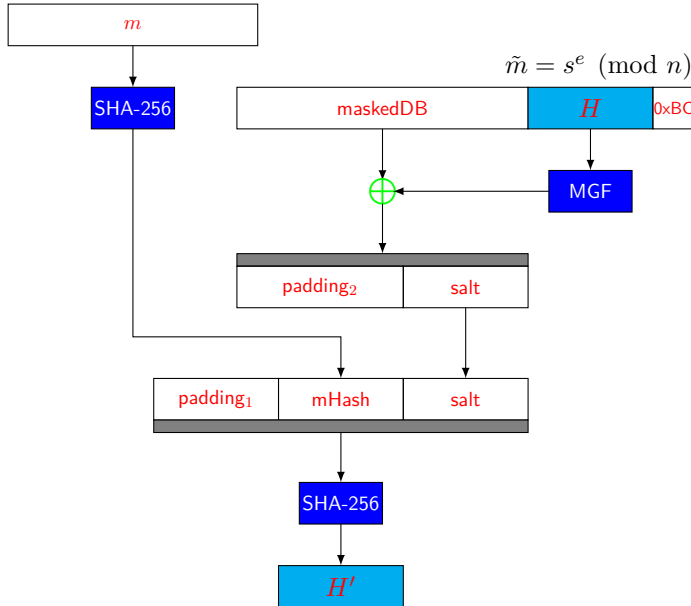 m
m̃ = s^e (mod n)
SHA-256
maskedDB H 0xBC
MGF
padding₂ salt
padding₁ mHash salt
SHA-256
H′